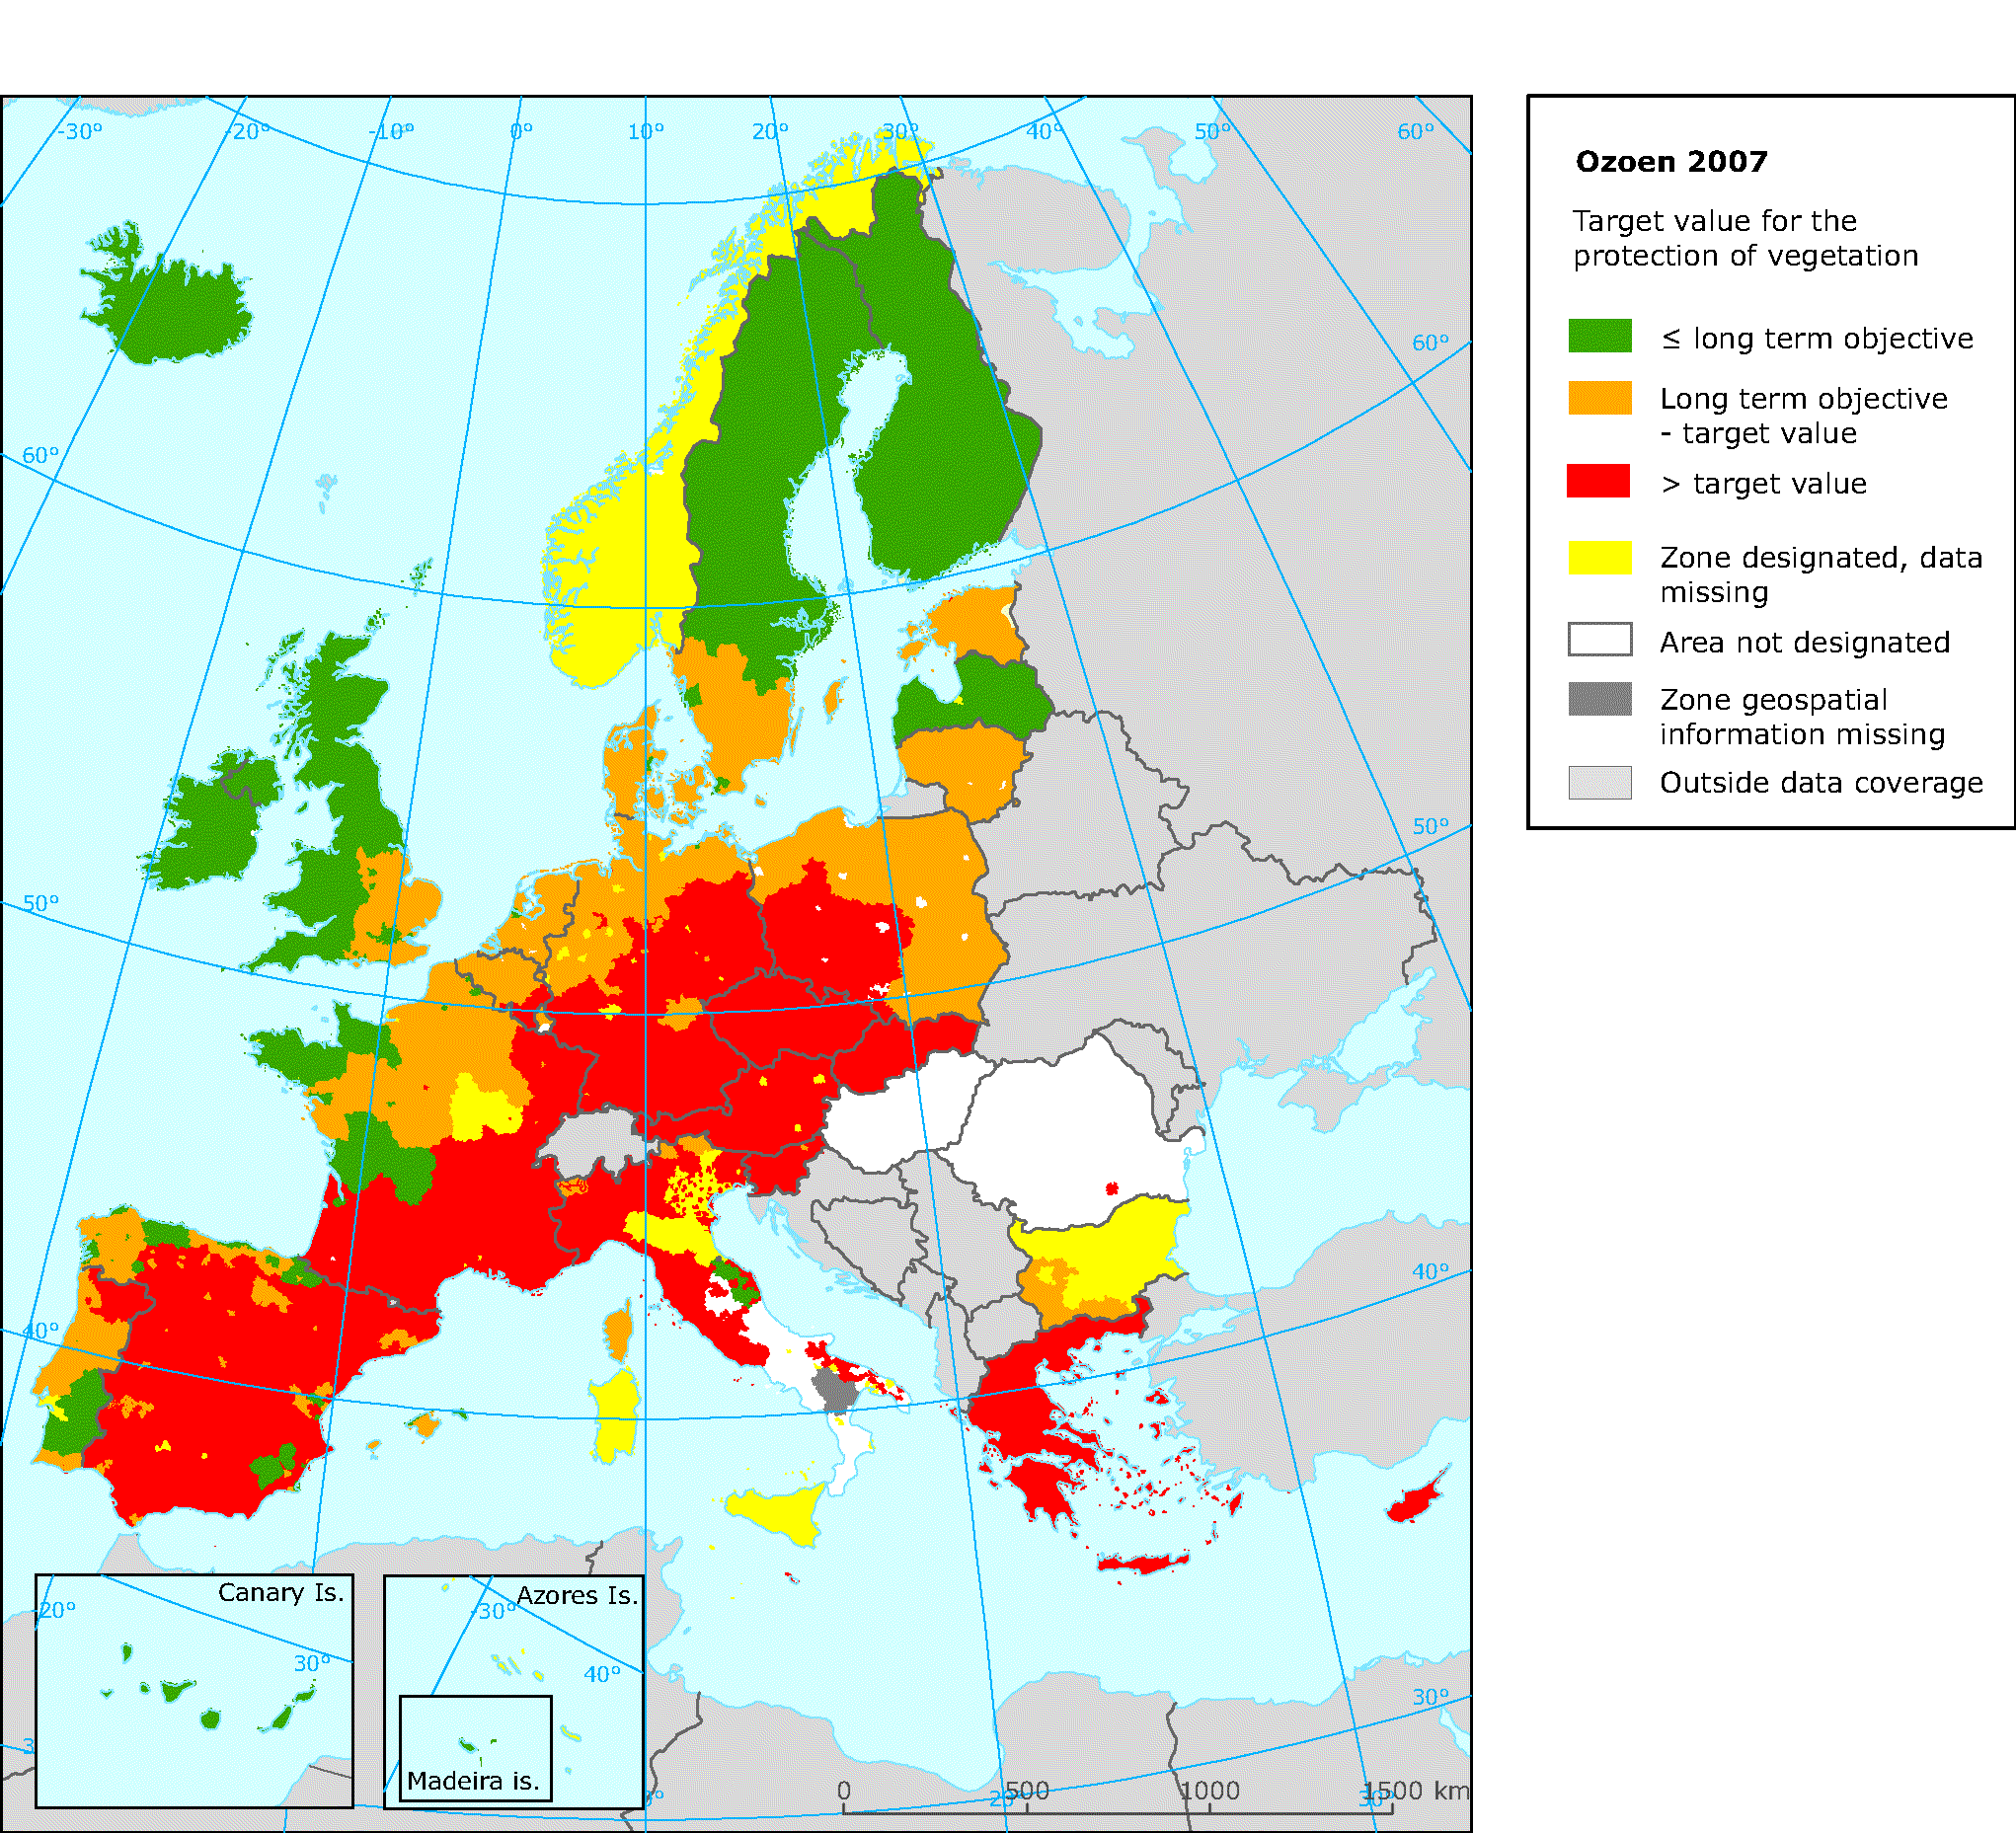 -30°
-20°
-10°
0°
10°
20°
30°
40°
50°
60°
60°
60°
50°
50°
40°
40°
30°
Canary Is.
-20°
30°
Azores Is.
-30°
40°
Madeira is.
0 500 1000 1500 km
20°
30°
Ozoen 2007
Target value for the
protection of vegetation
≤ long term objective
Long term objective
- target value
> target value
Zone designated, data
missing
Area not designated
Zone geospatial
information missing
Outside data coverage